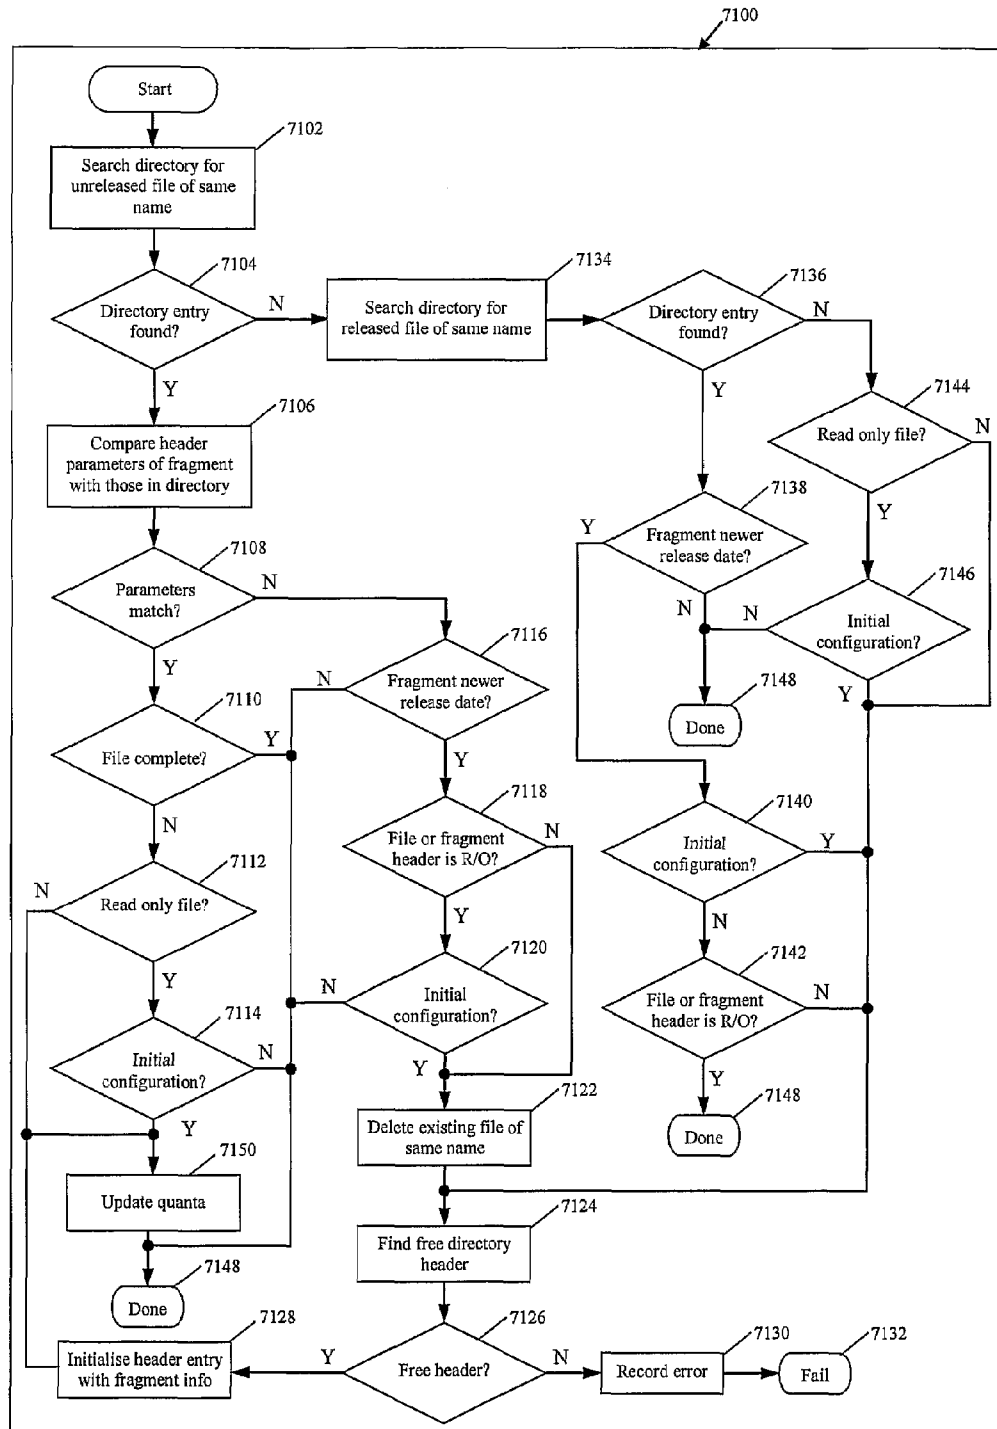 7100
Start
7102
Search directory for
unreleased file of same
name
7104
Directory entry
found?
N
Y
7134
Search directory for
released file of same name
7136
Directory entry
found?
N
Y
7106
Compare header
parameters of fragment
with those in directory
7144
Read only file?
N
Y
7138
Fragment newer
release date?
Y
N
7146
Initial
configuration?
N
Y
7108
Parameters
match?
N
Y
7116
Fragment newer
release date?
N
Y
7148
Done
7110
File complete?
Y
N
7118
File or fragment
header is R/O?
N
Y
7140
Initial
configuration?
Y
N
7112
Read only file?
N
Y
7120
Initial
configuration?
N
Y
7142
File or fragment
header is R/O?
N
Y
7114
Initial
configuration?
N
Y
7122
Delete existing file of
same name
7148
Done
7150
Update quanta
7124
Find free directory
header
7148
Done
7128
Initialise header entry
with fragment info
7126
Free header?
Y
N
7130
Record error
7132
Fail